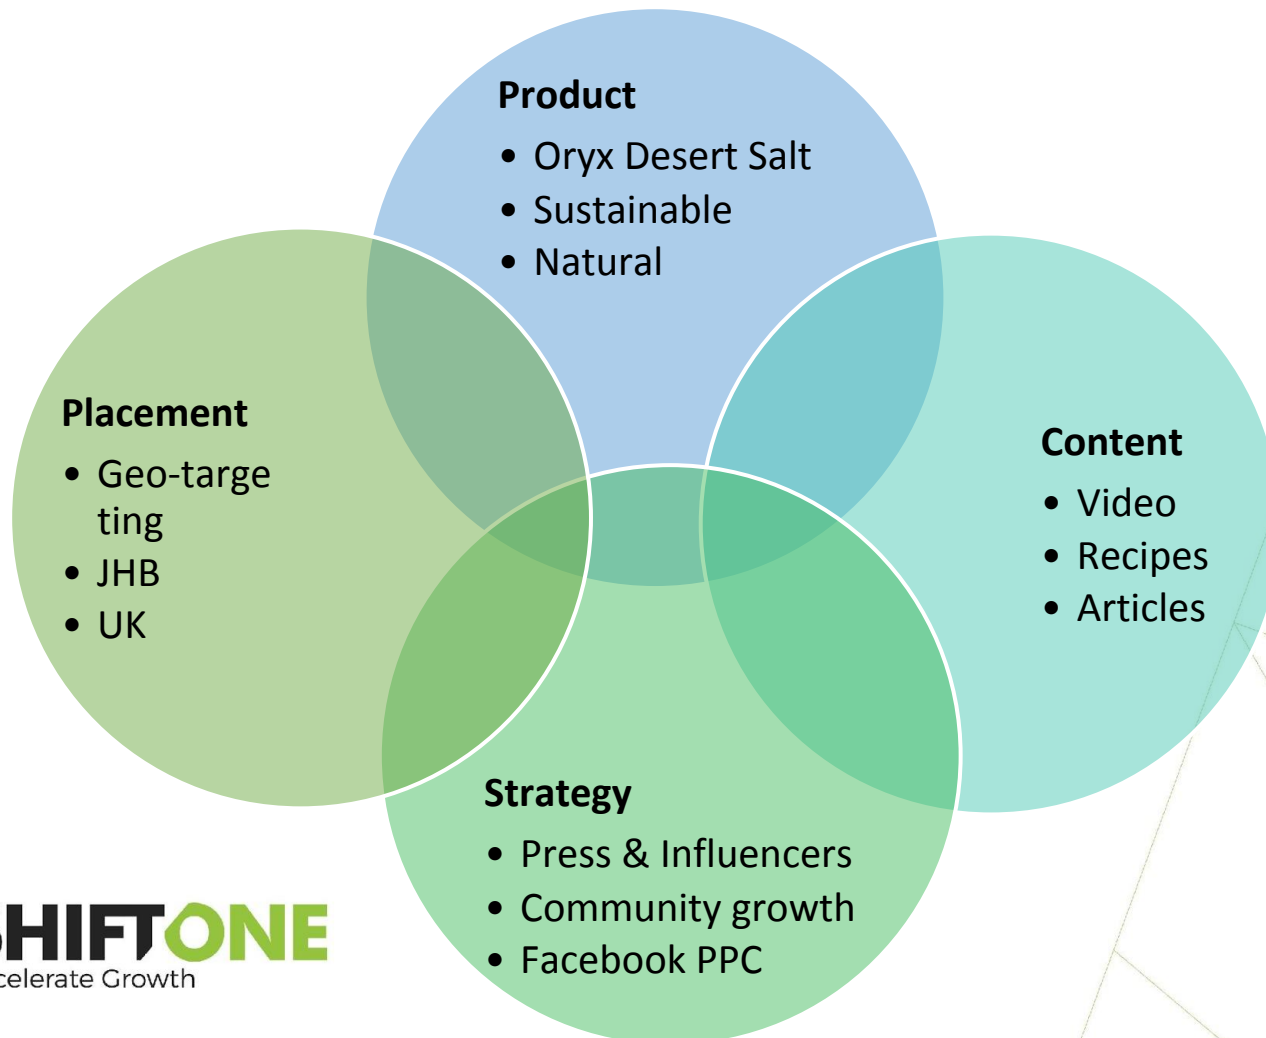 Product
• Oryx Desert Salt
• Sustainable
• Natural
Placement
• Geo-targe
ting
• JHB
• UK
Content
• Video
• Recipes
• Articles
Strategy
• Press & Influencers
• Community growth
• Facebook PPC
SHIFTONE
celerate Growth